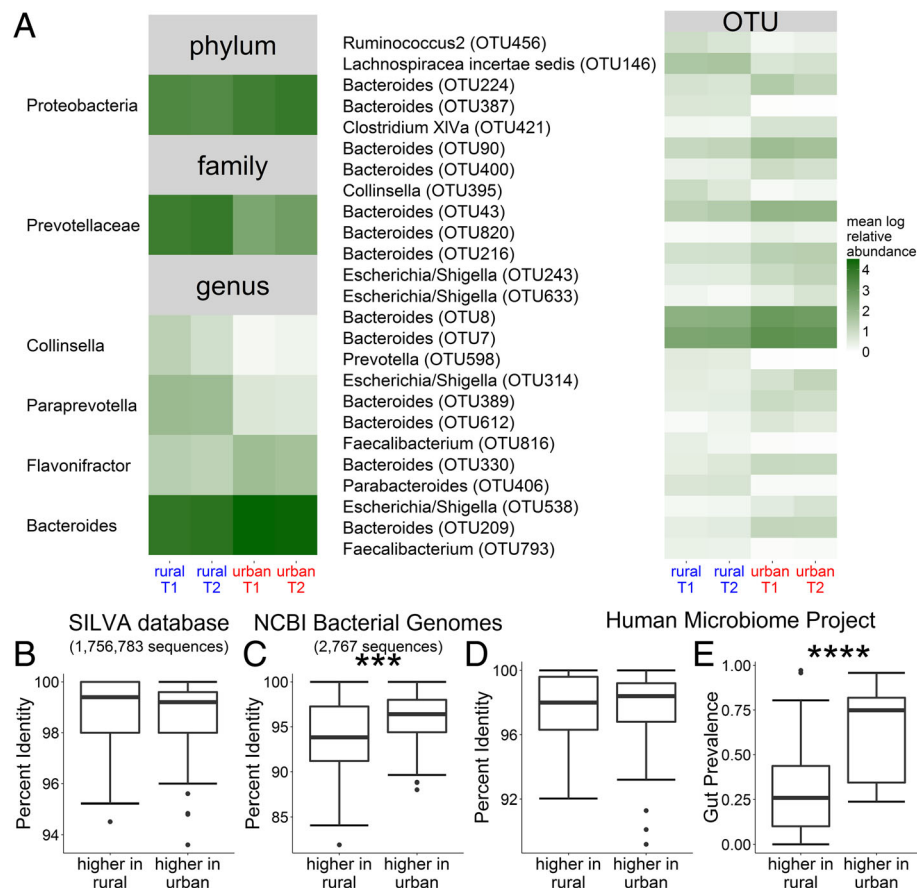 A
phylum
Proteobacteria
family
Prevotellaceae
genus
Collinsella
Paraprevotella
Flavonifractor
Bacteroides
rural T1
rural T2
urban T1
urban T2
OTU
Ruminococcus2 (OTU456)
Lachnospiracea incertae sedis (OTU146)
Bacteroides (OTU224)
Bacteroides (OTU387)
Clostridium XIVa (OTU421)
Bacteroides (OTU90)
Bacteroides (OTU400)
Collinsella (OTU395)
Bacteroides (OTU43)
Bacteroides (OTU820)
Bacteroides (OTU216)
Escherichia/Shigella (OTU243)
Escherichia/Shigella (OTU633)
Bacteroides (OTU8)
Bacteroides (OTU7)
Prevotella (OTU598)
Escherichia/Shigella (OTU314)
Bacteroides (OTU389)
Bacteroides (OTU612)
Faecalibacterium (OTU816)
Bacteroides (OTU330)
Parabacteroides (OTU406)
Escherichia/Shigella (OTU538)
Bacteroides (OTU209)
Faecalibacterium (OTU793)
rural T1
rural T2
urban T1
urban T2
mean log
relative
abundance
4
3
2
1
0
B
SILVA database
(1,756,783 sequences)
Percent Identity
100
98
96
94
higher in
rural
higher in
urban
C
NCBI Bacterial Genomes
(2,767 sequences)
***
Percent Identity
100
95
90
85
higher in
rural
higher in
urban
Human Microbiome Project
D
Percent Identity
100
96
92
higher in
rural
higher in
urban
E
****
Gut Prevalence
1.00
0.75
0.50
0.25
0.00
higher in
rural
higher in
urban